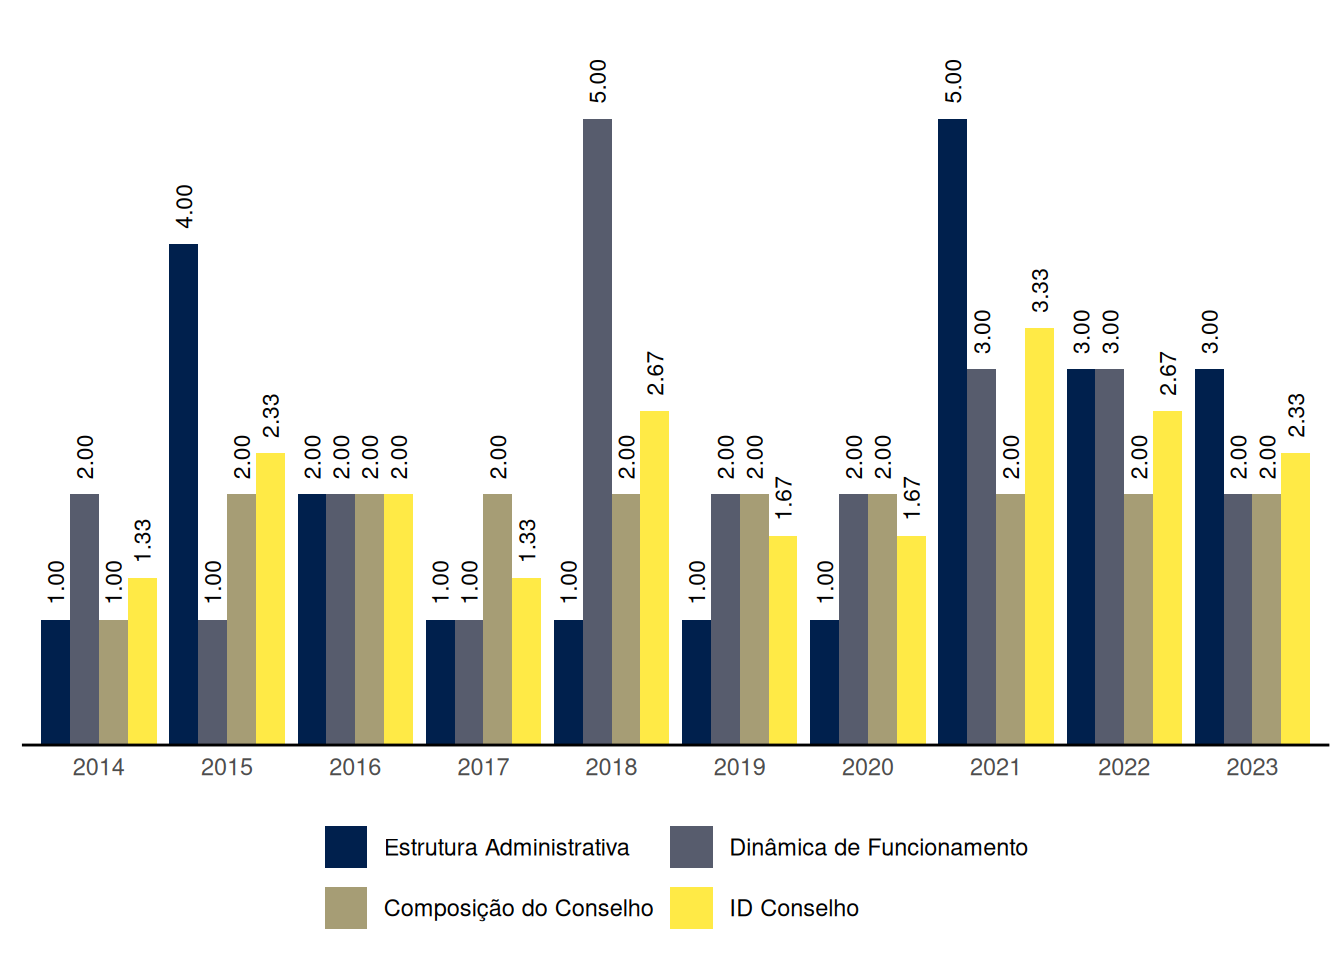 1.00 2.00 1.00 1.33
4.00 1.00 2.00 2.33
2.00 2.00 2.00 2.00
1.00 1.00 2.00 1.33
1.00 5.00 2.00 2.67
1.00 2.00 2.00 1.67
1.00 2.00 2.00 1.67
5.00 3.00 2.00 3.33
3.00 3.00 2.00 2.67
3.00 2.00 2.00 2.33
2014 2015 2016 2017 2018 2019 2020 2021 2022 2023
Estrutura Administrativa Dinâmica de Funcionamento
Composição do Conselho ID Conselho